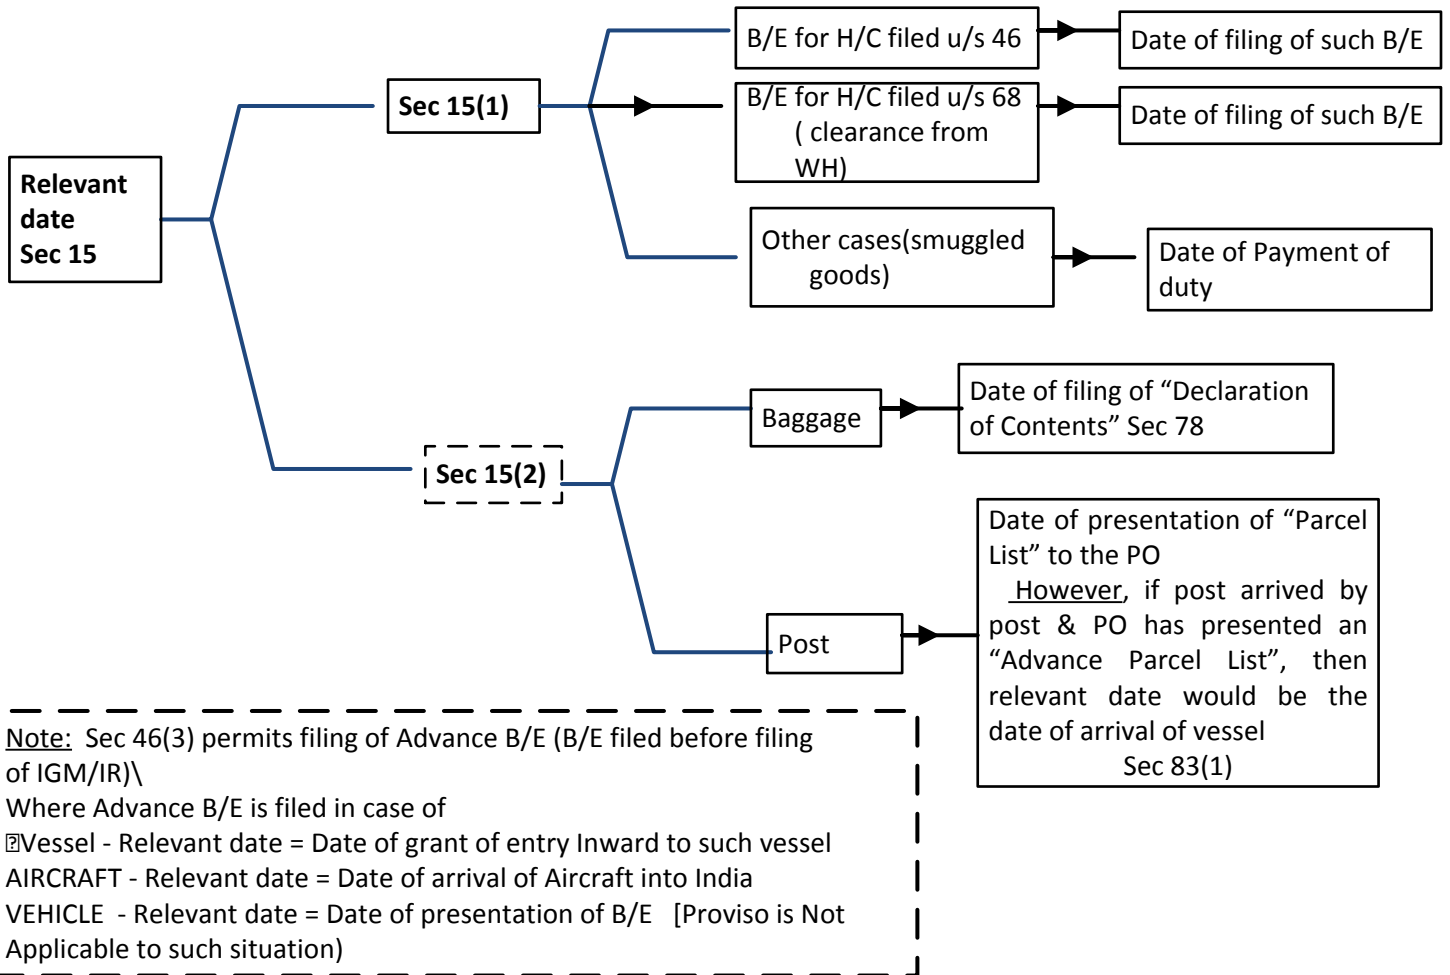 Relevant
date
Sec 15
Sec 15(1)
B/E for H/C filed u/s 46
Date of filing of such B/E
B/E for H/C filed u/s 68
( clearance from
WH)
Date of filing of such B/E
Other cases(smuggled
goods)
Date of Payment of
duty
Sec 15(2)
Baggage
Date of filing of “Declaration
of Contents” Sec 78
Post
Date of presentation of “Parcel
List” to the PO
However, if post arrived by
post & PO has presented an
“Advance Parcel List”, then
relevant date would be the
date of arrival of vessel
Sec 83(1)
Note: Sec 46(3) permits filing of Advance B/E (B/E filed before filing
of IGM/IR)\
Where Advance B/E is filed in case of
⍰Vessel - Relevant date = Date of grant of entry Inward to such vessel
AIRCRAFT - Relevant date = Date of arrival of Aircraft into India
VEHICLE - Relevant date = Date of presentation of B/E [Proviso is Not
Applicable to such situation)